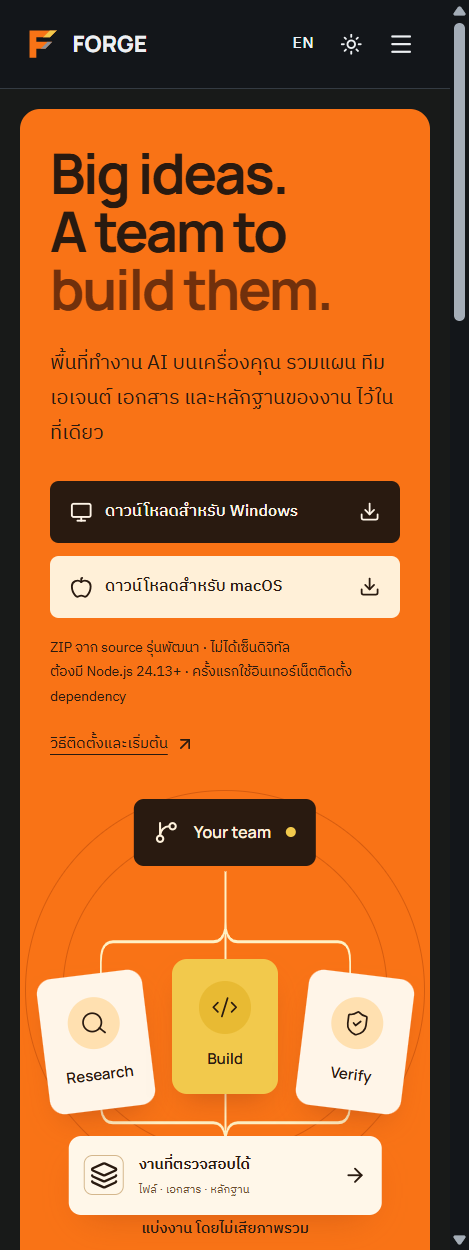 FORGE
EN
Big ideas.
A team to
build them.
พื้นที่ทำงาน AI บนเครื่องคุณ รวมแผน ทีม
เอเจนต์ เอกสาร และหลักฐานของงาน ไว้ใน
ที่เดียว
ดาวน์โหลดสำหรับ Windows
ดาวน์โหลดสำหรับ macOS
ZIP จาก source รุ่นพัฒนา · ไม่ได้เซ็นดิจิทัล
ต้องมี Node.js 24.13+ · ครั้งแรกใช้อินเทอร์เน็ตติดตั้ง
dependency
วิธีติดตั้งและเริ่มต้น
Your team
Research
Build
Verify
งานที่ตรวจสอบได้
ไฟล์ · เอกสาร · หลักฐาน
แบ่งงาน โดยไม่เสียภาพรวม